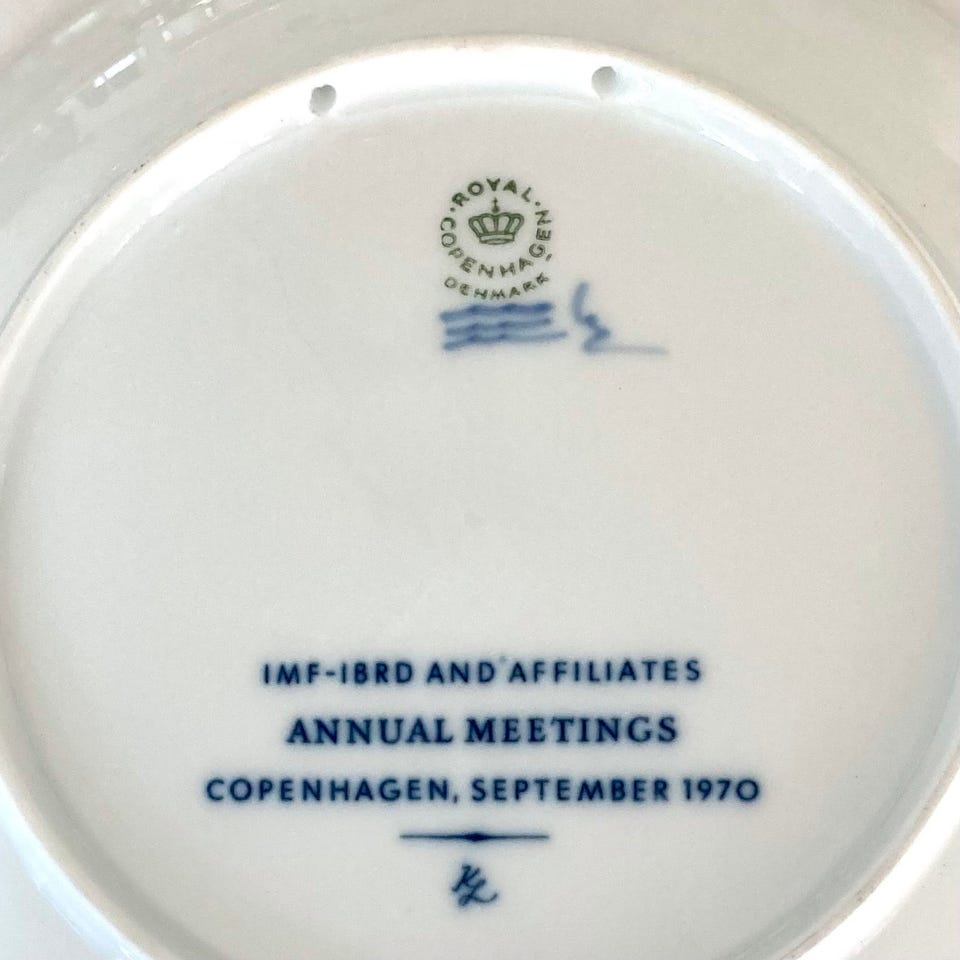 ROYAL
COPENHAGEN
DENMARK
IMF-IBRD AND AFFILIATES
ANNUAL MEETINGS
COPENHAGEN, SEPTEMBER 1970